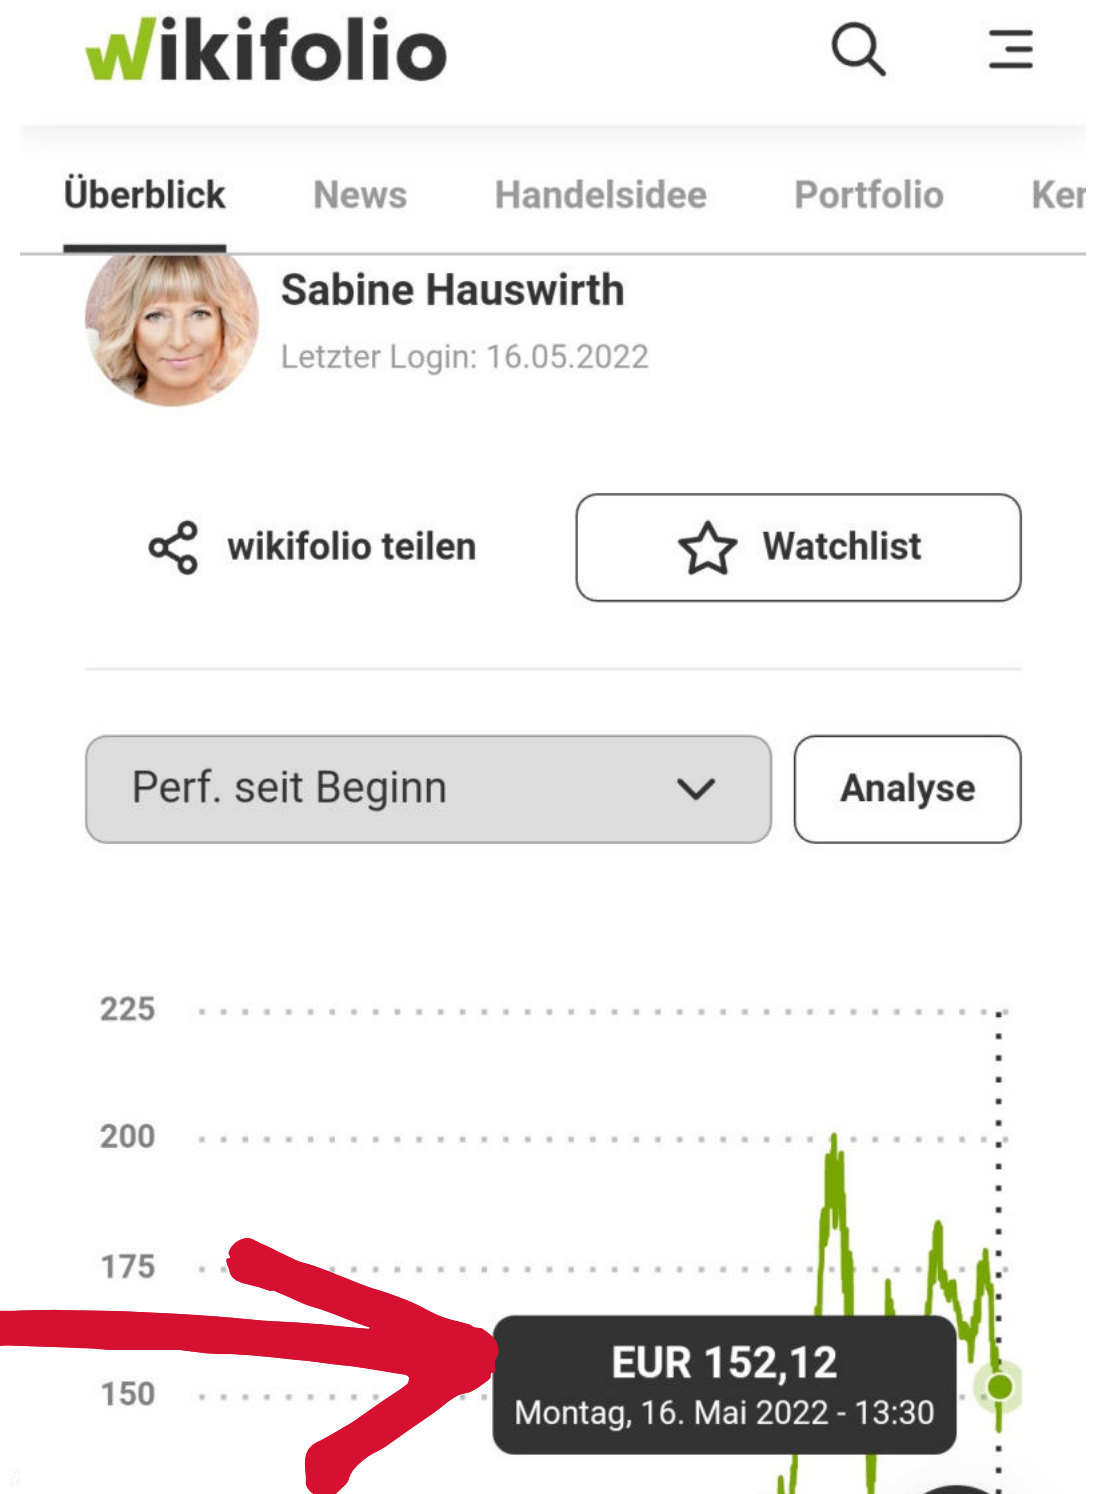 wikifolio
Überblick News Handelsidee Portfolio Ker
Sabine Hauswirth
Letzter Login: 16.05.2022
wikifolio teilen Watchlist
Perf. seit Beginn Analyse
225
200
175
EUR 152,12
150
Montag, 16. Mai 2022 - 13:30